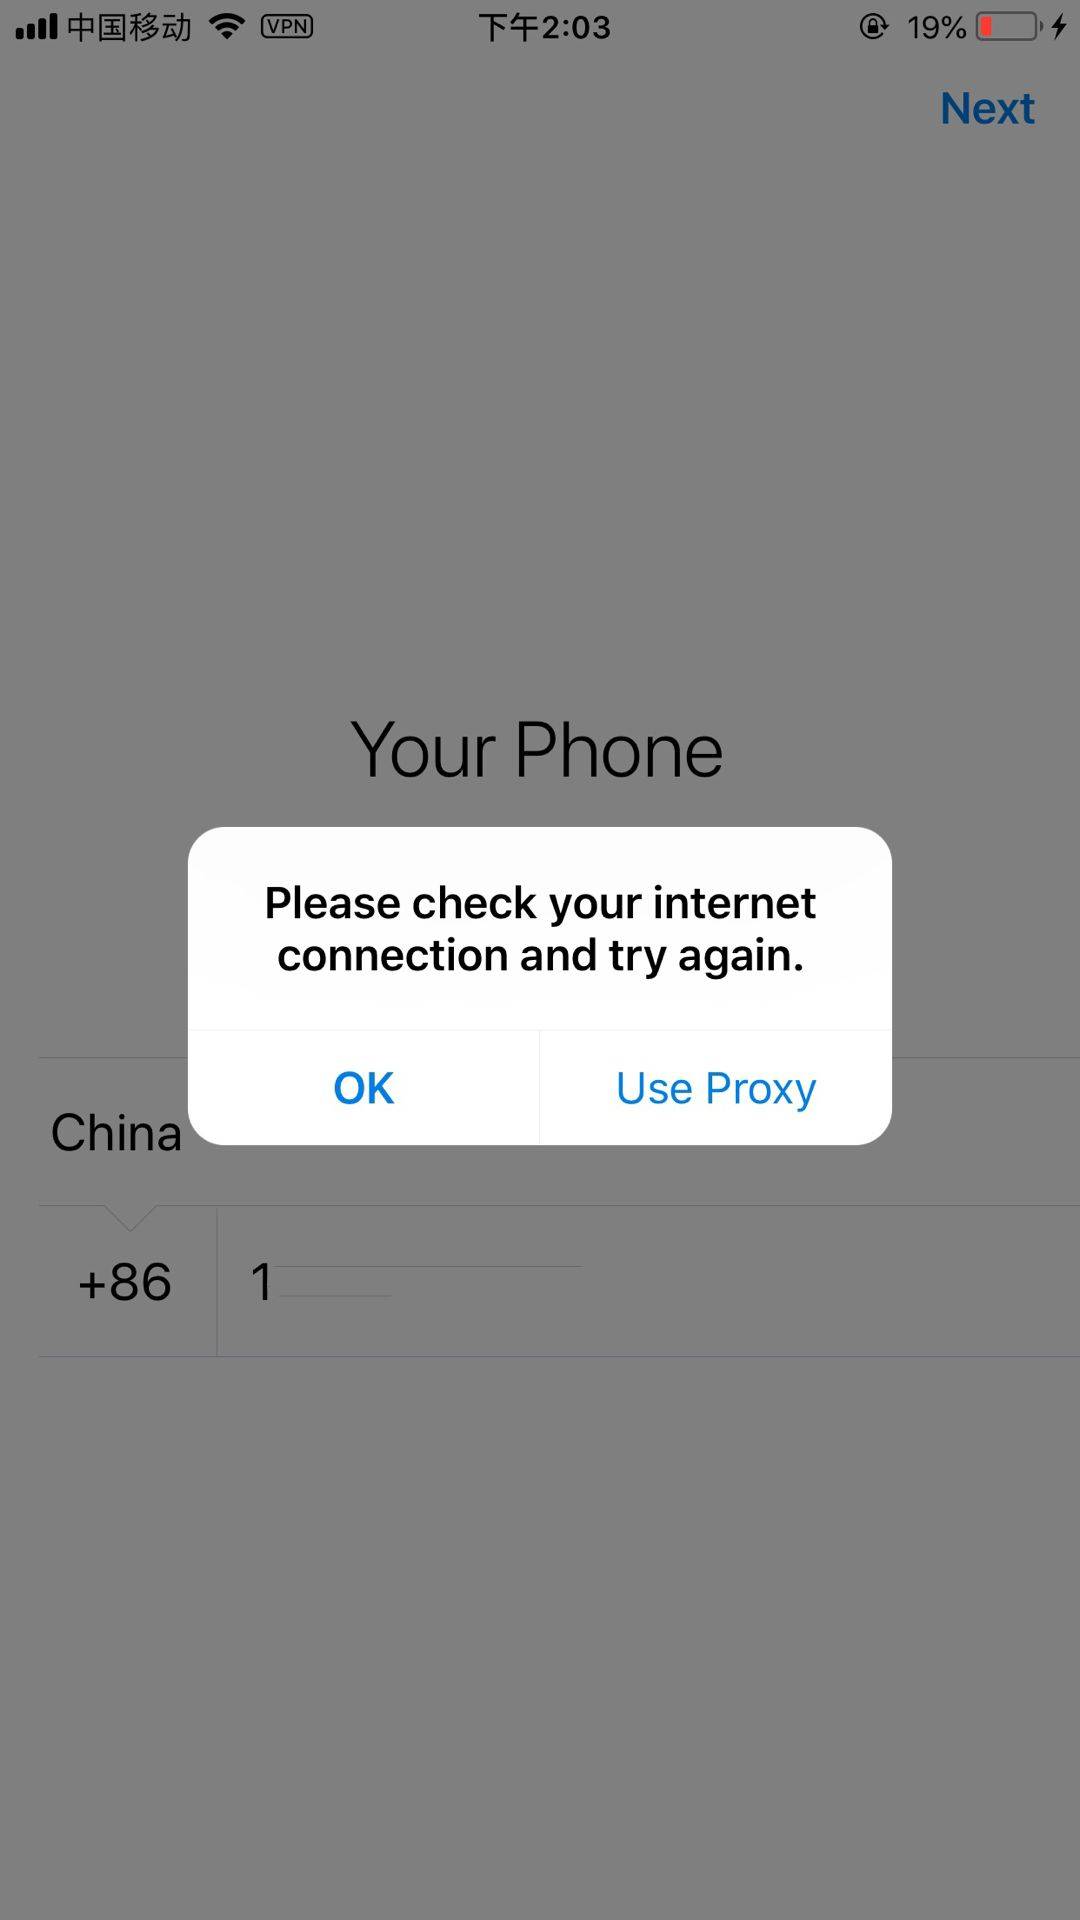 中国移动 VPN 下午2:03 19%
Next
Your Phone
Please check your internet
connection and try again.
OK Use Proxy
China
+86 1